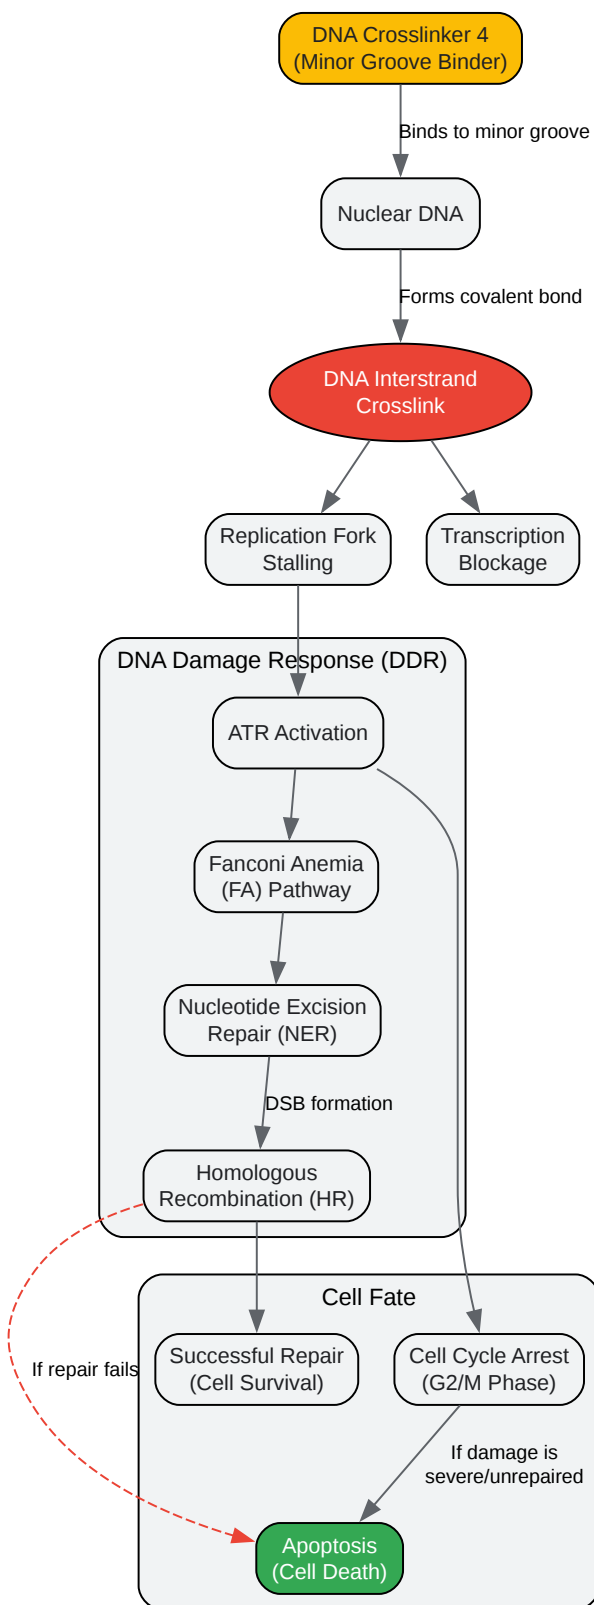 DNA Crosslinker 4
(Minor Groove Binder)
Binds to minor groove
Nuclear DNA
Forms covalent bond
DNA Interstrand
Crosslink
Replication Fork
Stalling
Transcription
Blockage
DNA Damage Response (DDR)
ATR Activation
Fanconi Anemia
(FA) Pathway
Nucleotide Excision
Repair (NER)
DSB formation
Homologous
Recombination (HR)
Cell Fate
Successful Repair
(Cell Survival)
Cell Cycle Arrest
(G2/M Phase)
If repair fails
If damage is
severe/unrepaired
Apoptosis
(Cell Death)